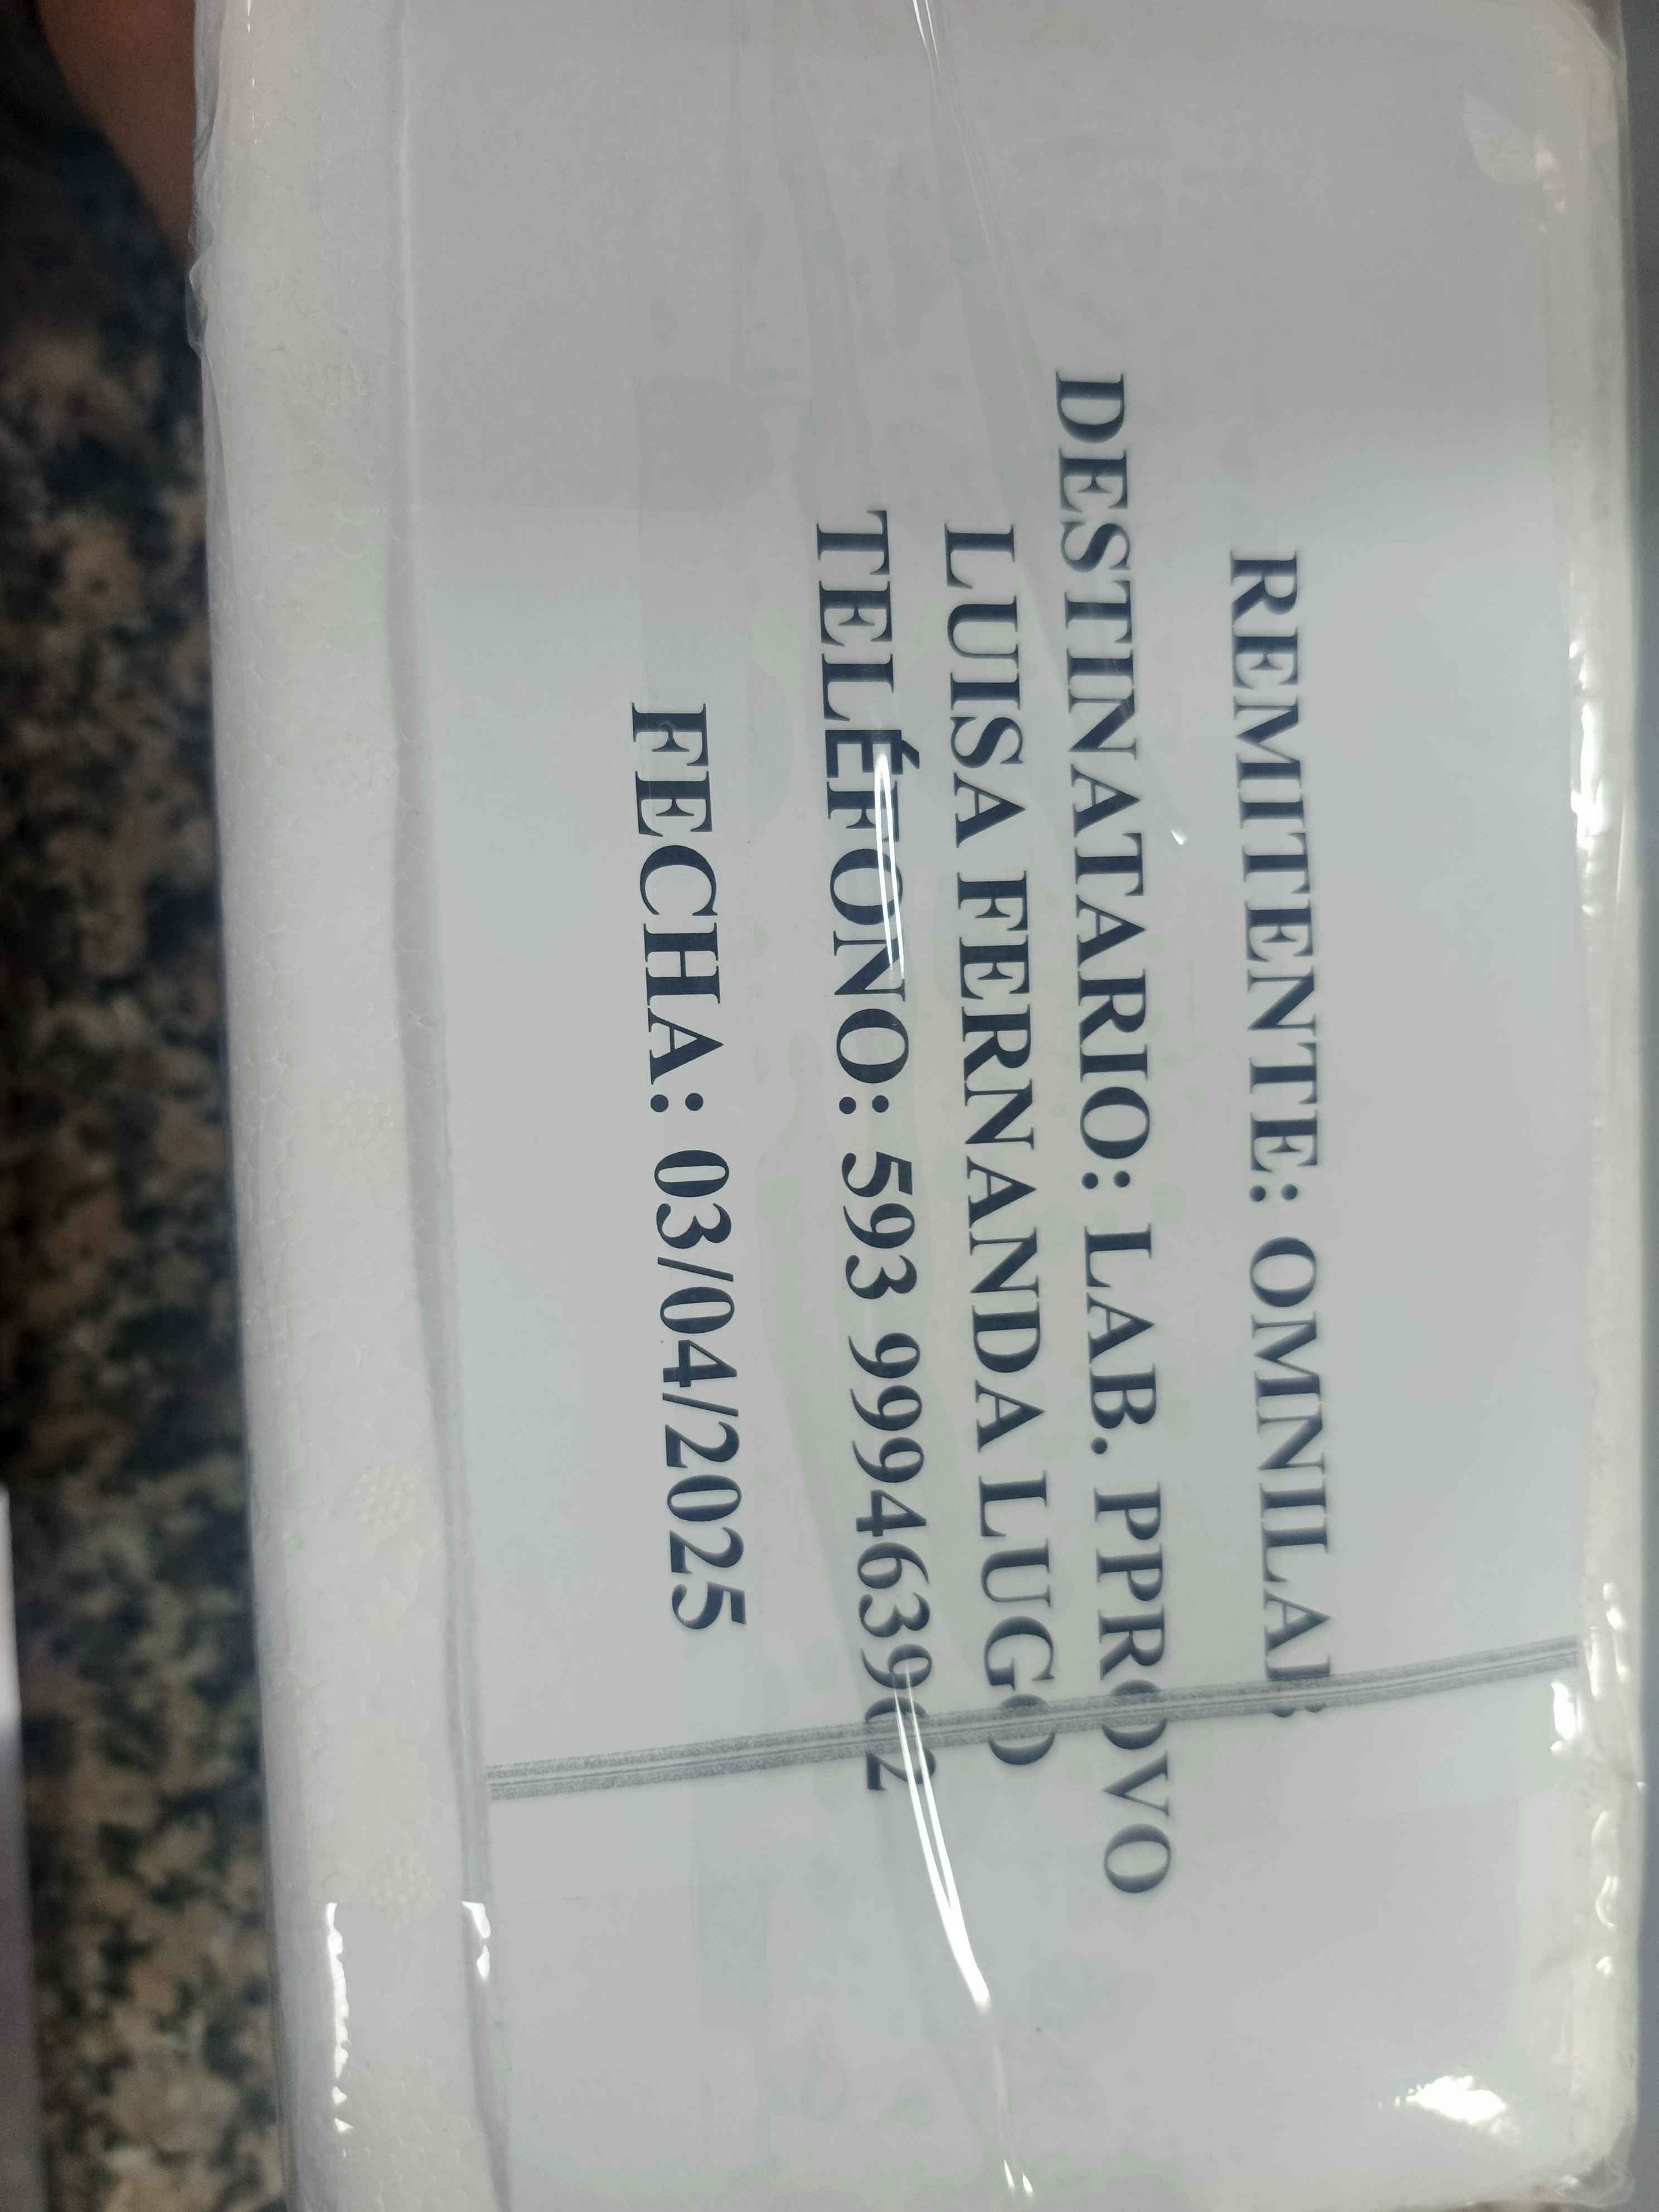 REMITENTE: OMNILAB
DESTINATARIO: LAB. PPROVO
LUISA FERNANDA LUGO
TELÉFONO: 593
FECHA: 03/04/2025